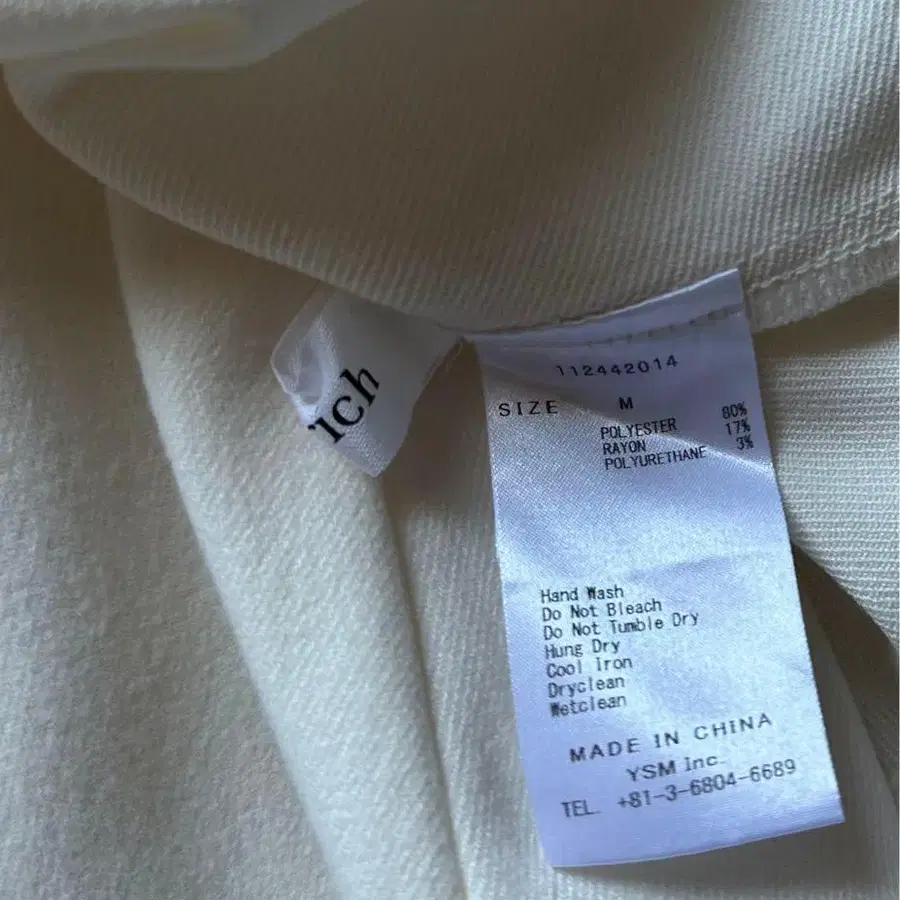 ich
112442014
SIZE M
POLYESTER 80%
RAYON 17%
POLYURETHANE 3%
Hand Wash
Do Not Bleach
Do Not Tumble Dry
Hung Dry
Cool Iron
Dryclean
Wetclean
MADE IN CHINA
YSM Inc.
TEL. +81-3-6804-6689